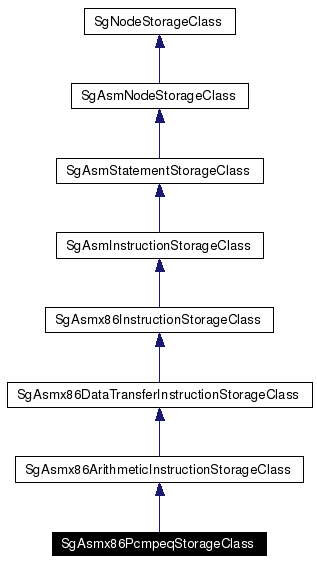 SgNodeStorageClass
SgAsmNodeStorageClass
SgAsmStatementStorageClass
SgAsmInstructionStorageClass
SgAsmx86InstructionStorageClass
SgAsmx86DataTransferInstructionStorageClass
SgAsmx86ArithmeticInstructionStorageClass
SgAsmx86PcmpeqStorageClass